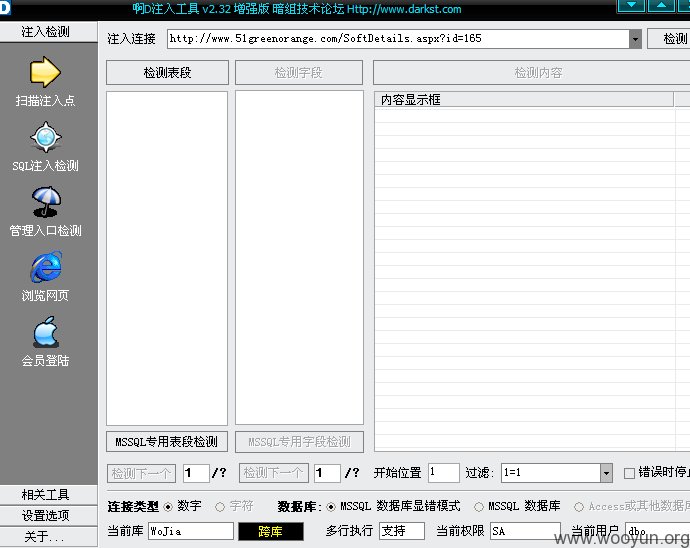 D
啊D注入工具 v2.32 增强版 暗组技术论坛 Http://www.darkst.com
注入检测
扫描注入点
SQL注入检测
管理入口检测
浏览网页
会员登陆
相关工具
设置选项
关于...
注入连接 http://www.51greenorange.com/SoftDetails.aspx?id=165 检测
检测表段 检测字段 检测内容
内容显示框
MSSQL专用表段检测 MSSQL专用字段检测
检测下一个 1 /? 检测下一个 1 /? 开始位置 1 过滤: 1=1 错误时停止
连接类型 数字 字符 数据库: MSSQL 数据库显错模式 MSSQL 数据库 Access或其他数据库
当前库 WoJia 跨库 多行执行 支持 当前权限 SA 当前用户 dbo
www.wooyun.org